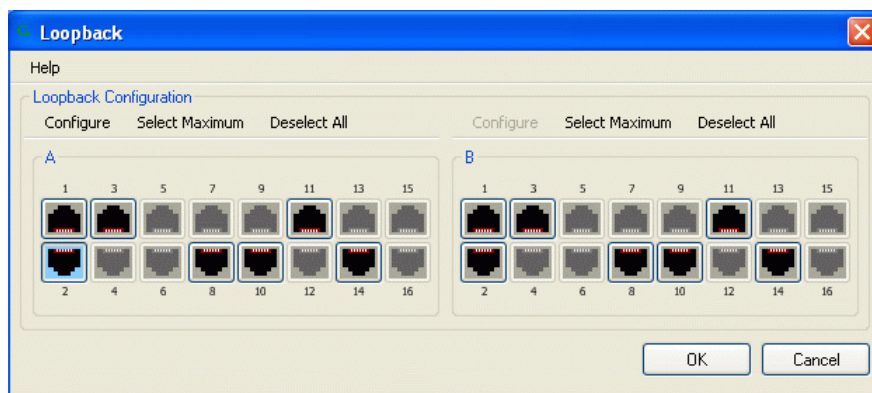 Loopback
Help
Loopback Configuration
Configure Select Maximum Deselect All Configure Select Maximum Deselect All
A B
1 3 5 7 9 11 13 15 1 3 5 7 9 11 13 15
2 4 6 8 10 12 14 16 2 4 6 8 10 12 14 16
OK Cancel